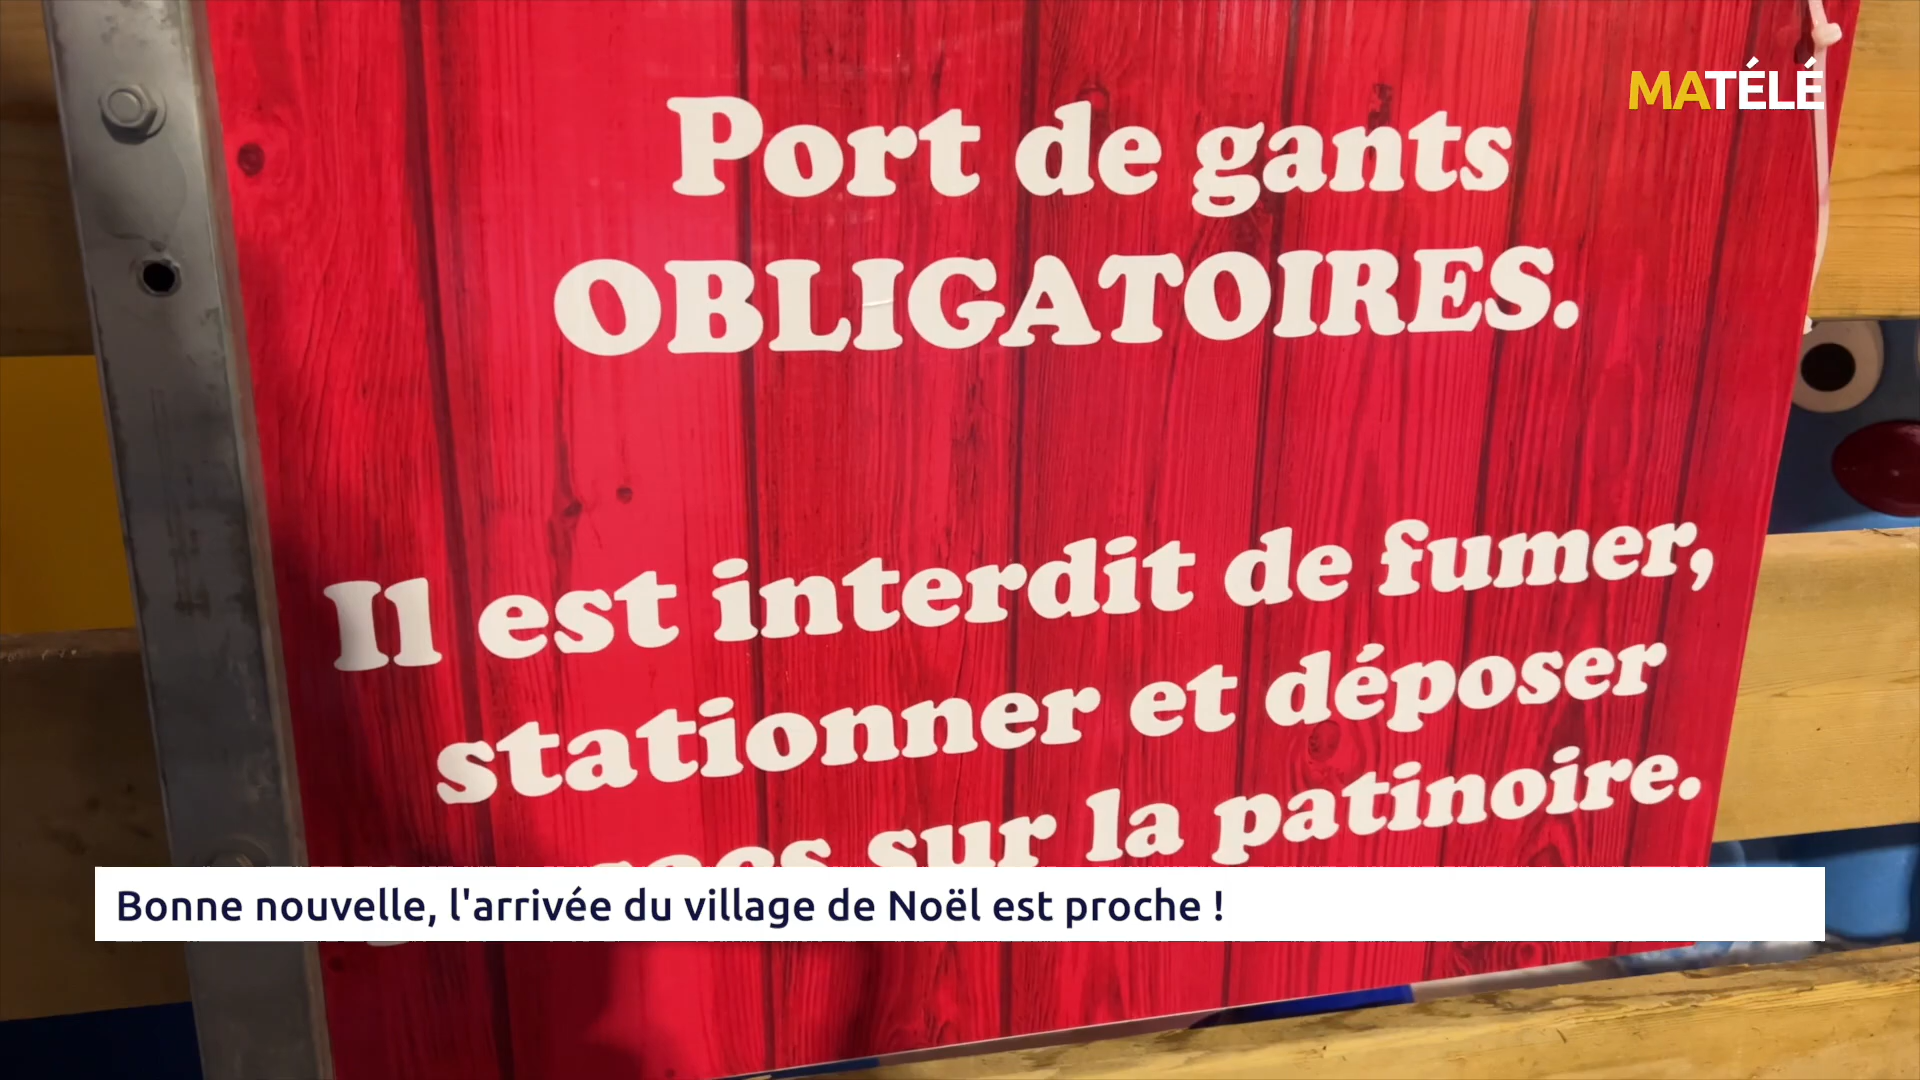 MATÉLÉ
Port de gants
OBLIGATOIRES.
Il est interdit de fumer,
stationner et déposer
sur la patinoire.
Bonne nouvelle, l'arrivée du village de Noël est proche !